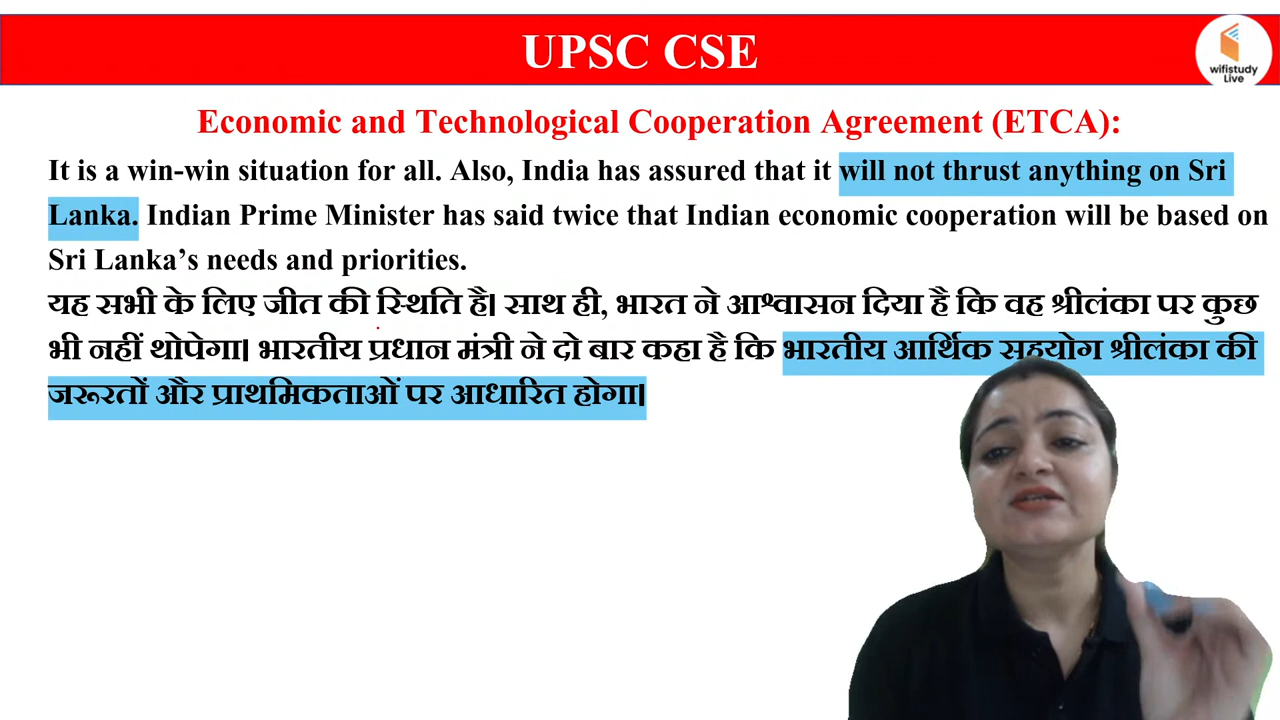 UPSC CSE
wifistudy
Live
Economic and Technological Cooperation Agreement (ETCA):
It is a win-win situation for all. Also, India has assured that it will not thrust anything on Sri
Lanka. Indian Prime Minister has said twice that Indian economic cooperation will be based on
Sri Lanka’s needs and priorities.
यह सभी के लिए जीत की स्थिति है। साथ ही, भारत ने आश्वासन दिया है कि वह श्रीलंका पर कुछ
भी नहीं थोपेगा। भारतीय प्रधान मंत्री ने दो बार कहा है कि भारतीय आर्थिक सहयोग श्रीलंका की
जरूरतों और प्राथमिकताओं पर आधारित होगा।